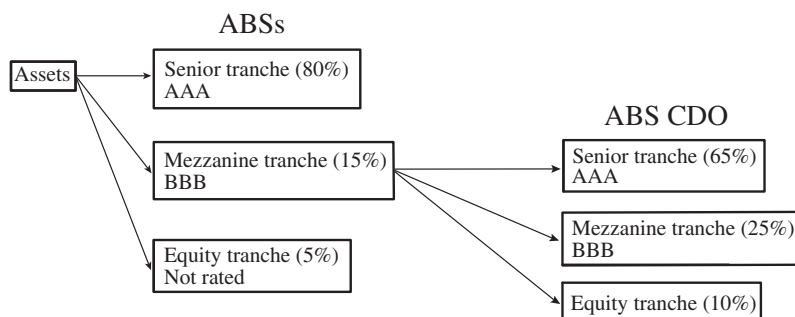 ABSs
Assets
Senior tranche (80%)
AAA
Mezzanine tranche (15%)
BBB
Equity tranche (5%)
Not rated
ABS CDO
Senior tranche (65%)
AAA
Mezzanine tranche (25%)
BBB
Equity tranche (10%)